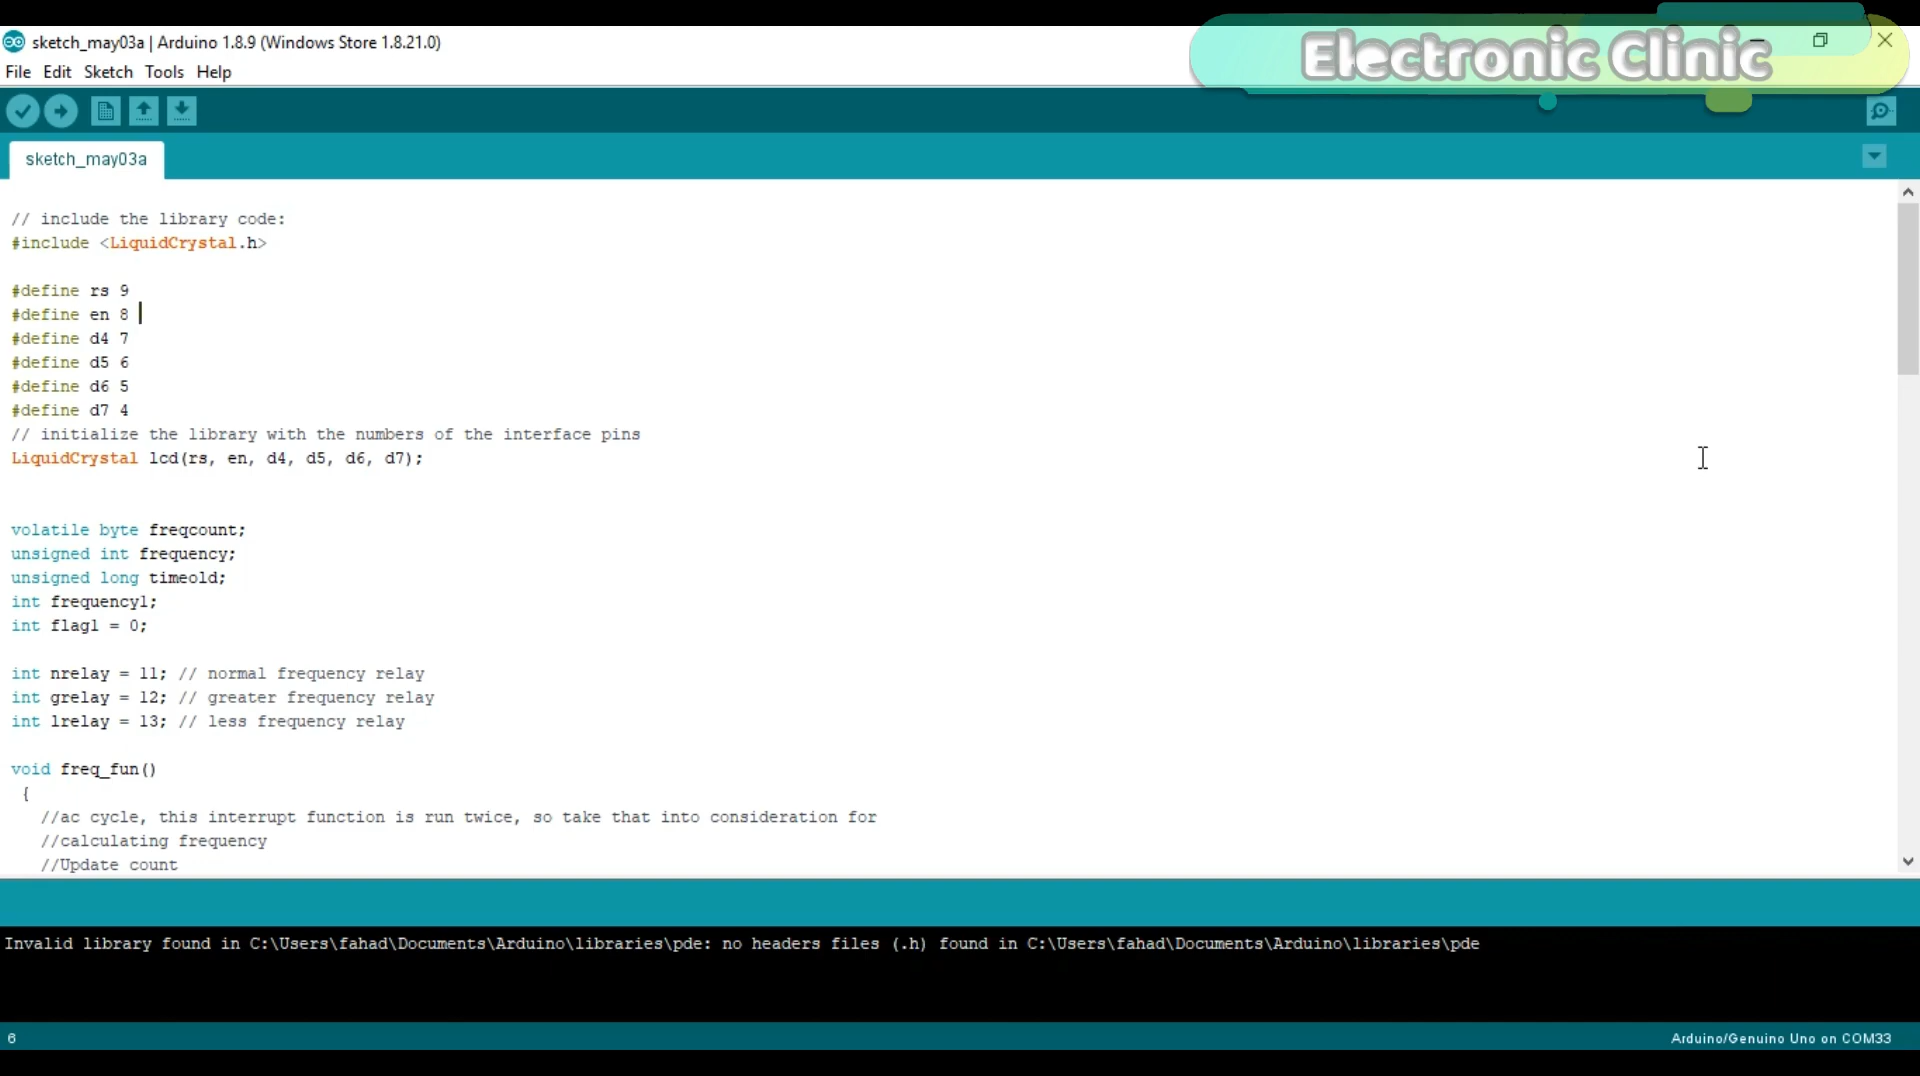 Electronic Clinic
sketch_may03a | Arduino 1.8.9 (Windows Store 1.8.21.0)
File Edit Sketch Tools Help
sketch_may03a
// include the library code:
#include <LiquidCrystal.h>
#define rs 9
#define en 8
#define d4 7
#define d5 6
#define d6 5
#define d7 4
// initialize the library with the numbers of the interface pins
LiquidCrystal lcd(rs, en, d4, d5, d6, d7);
volatile byte freqcount;
unsigned int frequency;
unsigned long timeold;
int frequency1;
int flag1 = 0;
int nrelay = 11; // normal frequency relay
int grelay = 12; // greater frequency relay
int lrelay = 13; // less frequency relay
void freq_fun()
{
//ac cycle, this interrupt function is run twice, so take that into consideration for
//calculating frequency
//Update count
Invalid library found in C:\Users\fahad\Documents\Arduino\libraries\pde: no headers files (.h) found in C:\Users\fahad\Documents\Arduino\libraries\pde
6
Arduino/Genuino Uno on COM33